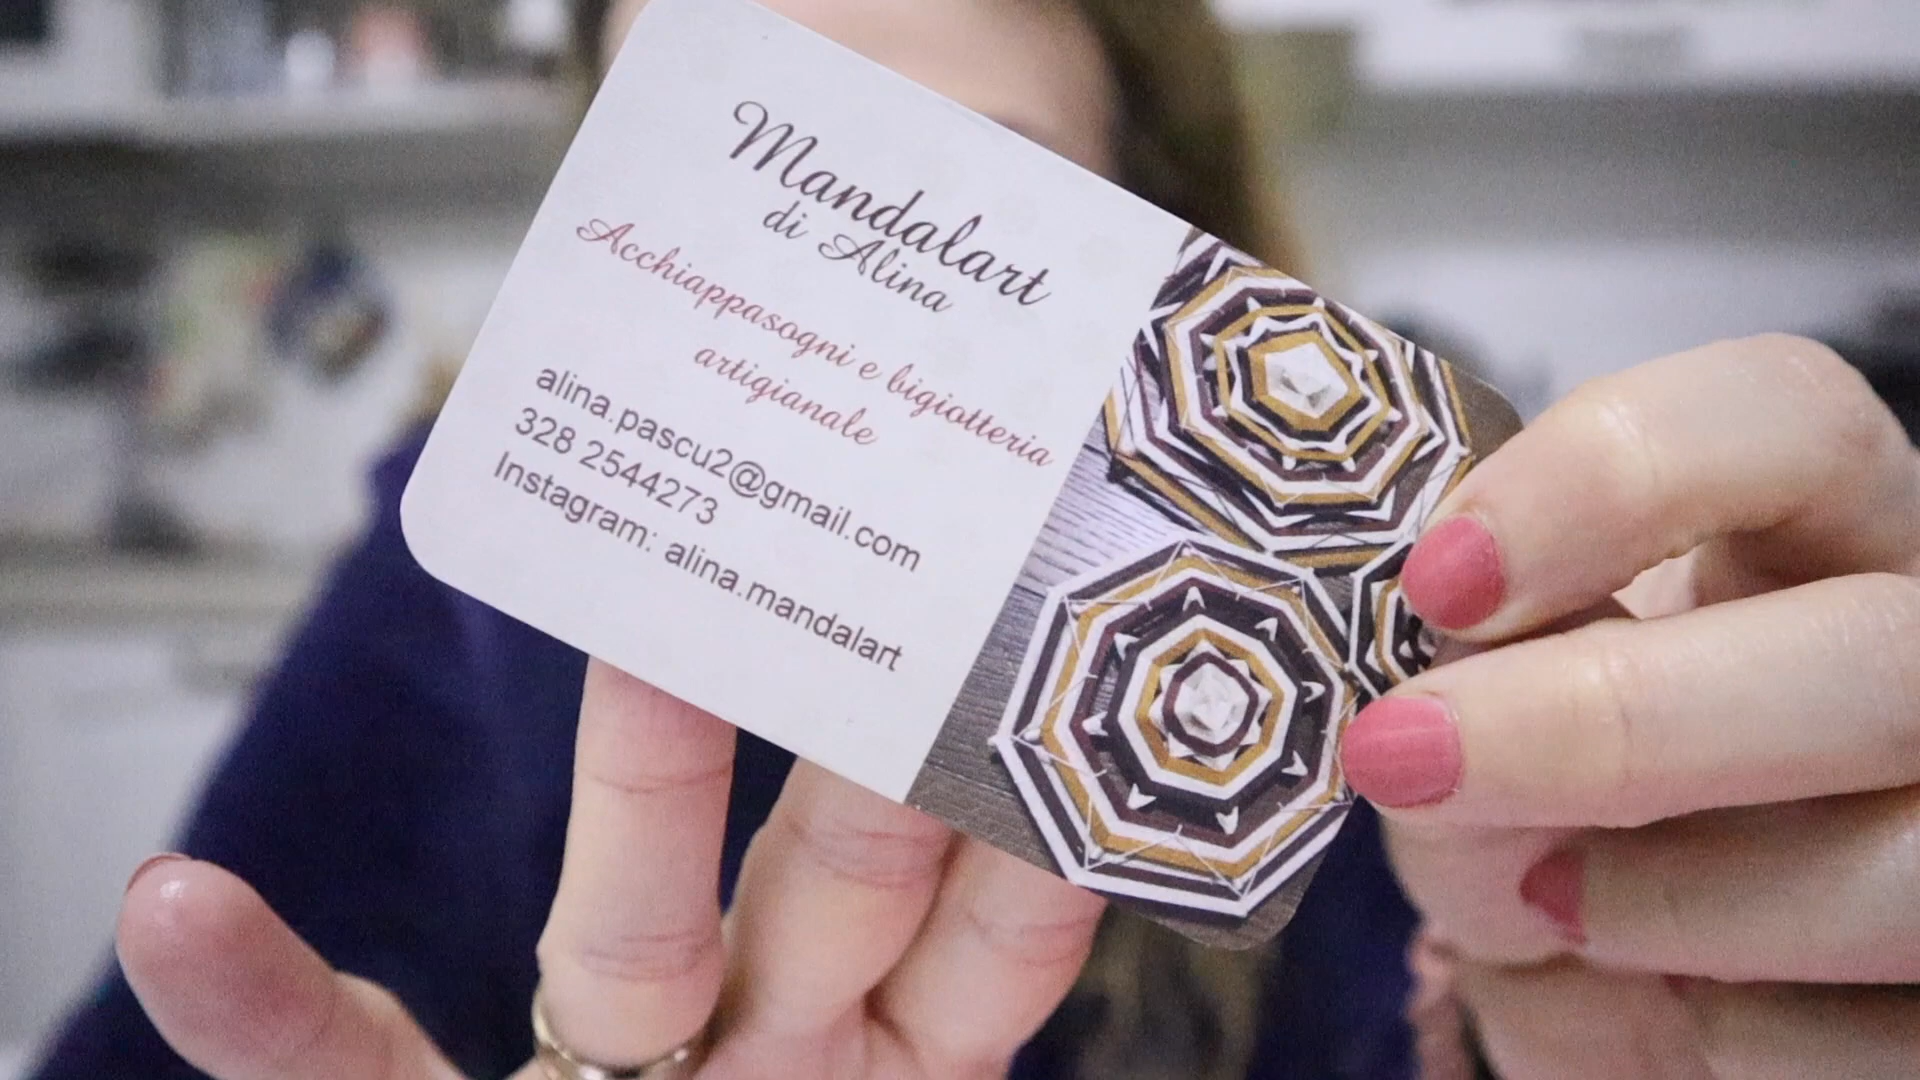 Mandalart
di Alina
Acchiappasogni e bigiotteria
artigianale
alina.pascu2@gmail.com
328 2544273
Instagram: alina.mandalart